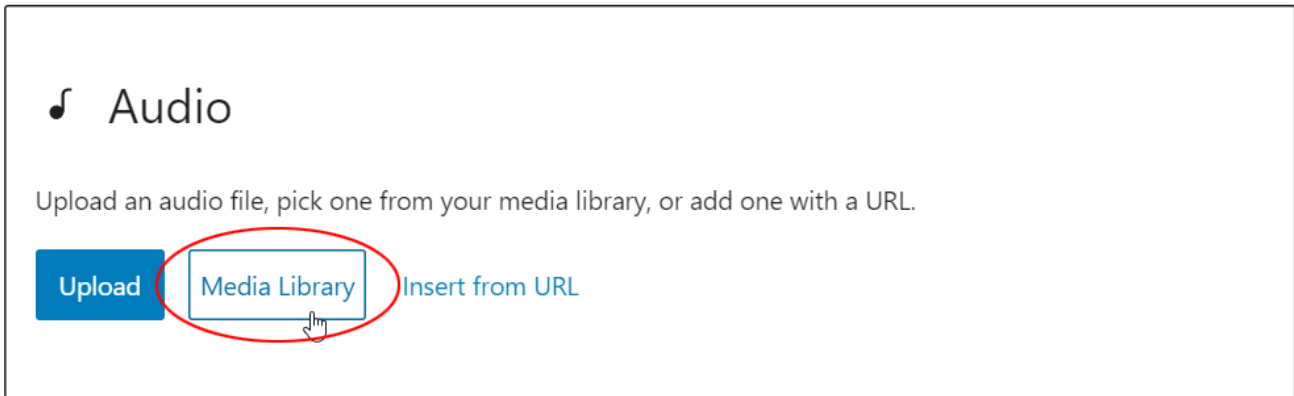 Audio
Upload an audio file, pick one from your media library, or add one with a URL.
Upload Media Library Insert from URL